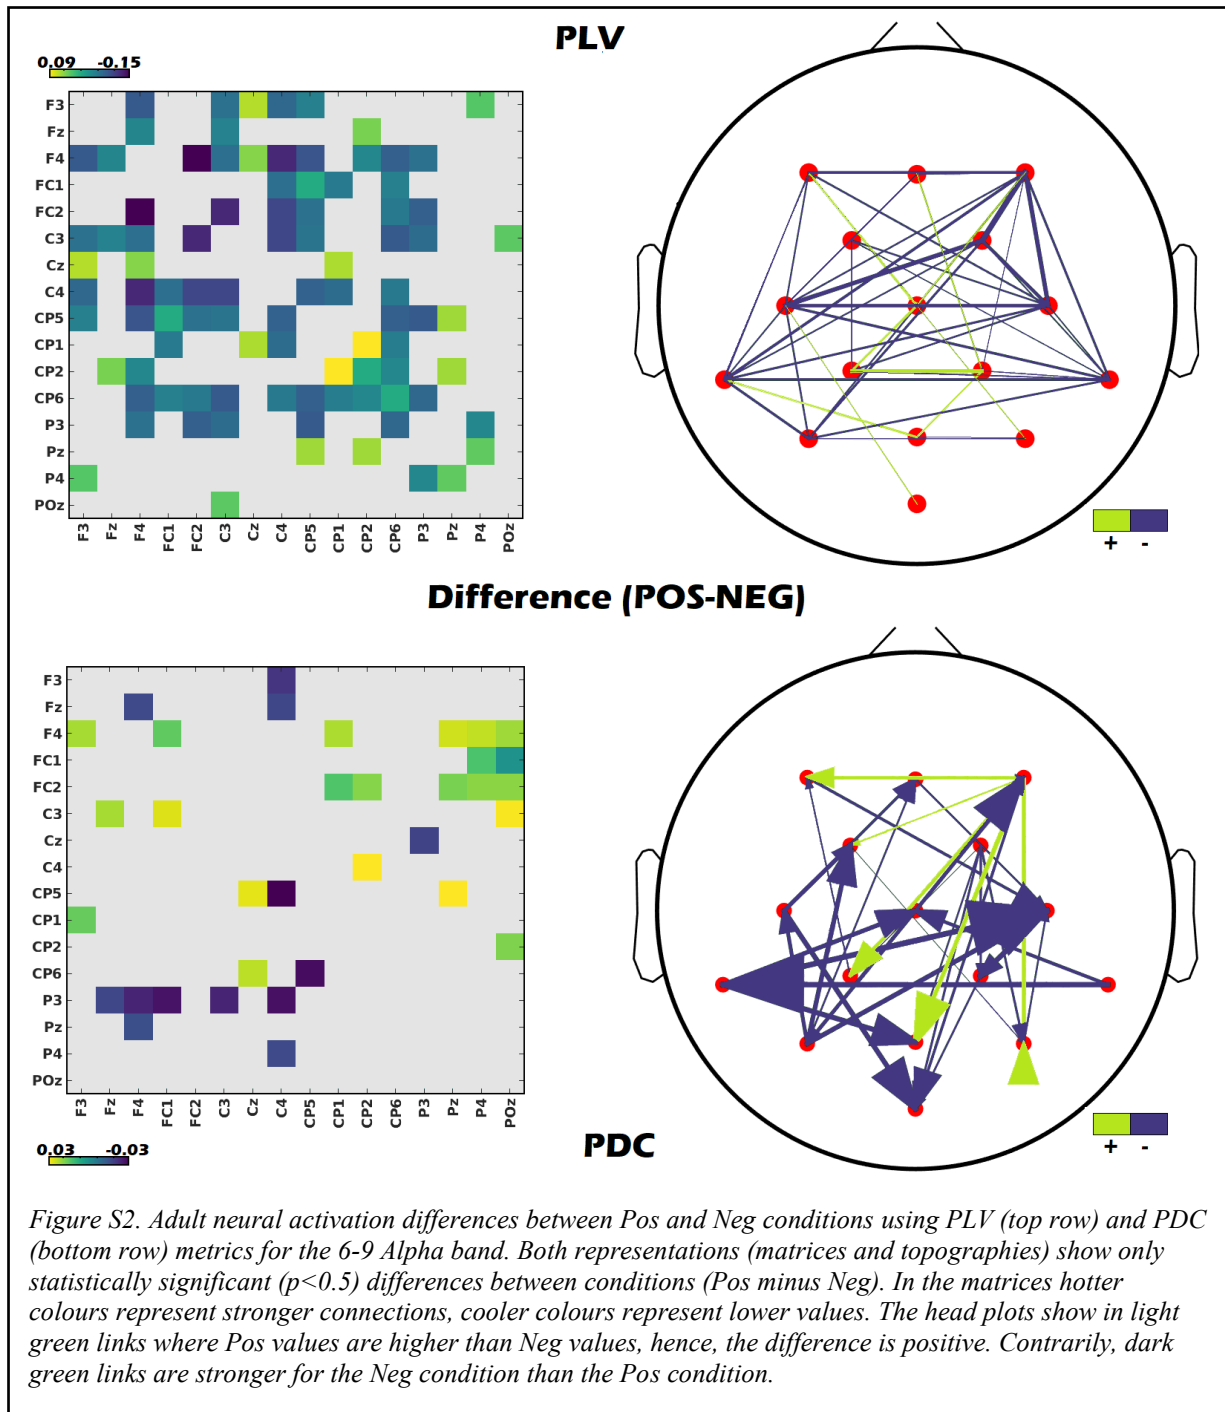 PLV
0.09 -0.15
F3
Fz
F4
FC1
FC2
C3
Cz
C4
CP5
CP1
CP2
CP6
P3
Pz
P4
POz
F3 Fz F4 FC1 FC2 C3 Cz C4 CP5 CP1 CP2 CP6 P3 Pz P4 POz
+ -
Difference (POS-NEG)
F3
Fz
F4
FC1
FC2
C3
Cz
C4
CP5
CP1
CP2
CP6
P3
Pz
P4
POz
F3 Fz F4 FC1 FC2 C3 Cz C4 CP5 CP1 CP2 CP6 P3 Pz P4 POz
0.03 -0.03
+ -
PDC
Figure S2. Adult neural activation differences between Pos and Neg conditions using PLV (top row) and PDC
(bottom row) metrics for the 6-9 Alpha band. Both representations (matrices and topographies) show only
statistically significant (p<0.5) differences between conditions (Pos minus Neg). In the matrices hotter
colours represent stronger connections, cooler colours represent lower values. The head plots show in light
green links where Pos values are higher than Neg values, hence, the difference is positive. Contrarily, dark
green links are stronger for the Neg condition than the Pos condition.